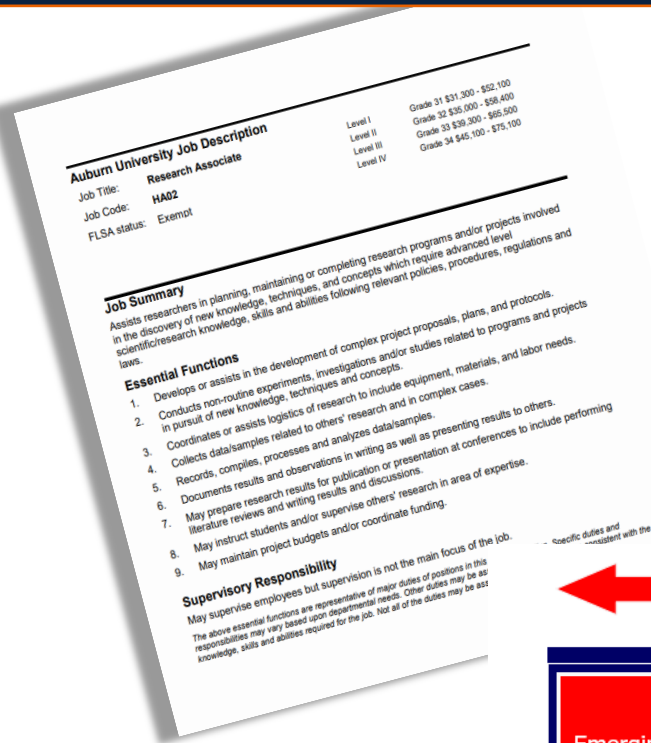 Auburn University Job Description
Job Title: Research Associate
Job Code: HA02
FLSA status: Exempt
Level I Grade 31 $31,300 - $52,100
Level II Grade 32 $35,000 - $58,400
Level III Grade 33 $39,300 - $65,500
Level IV Grade 34 $45,100 - $75,100
Job Summary
Assists researchers in planning, maintaining or completing research programs and/or projects involved
in the discovery of new knowledge, techniques, and concepts which require advanced level
scientific/research knowledge, skills and abilities following relevant policies, procedures, regulations and
laws.
Essential Functions
1. Develops or assists in the development of complex project proposals, plans, and protocols.
2. Conducts non-routine experiments, investigations and/or studies related to programs and projects
in pursuit of new knowledge, techniques and concepts.
3. Coordinates or assists logistics of research to include equipment, materials, and labor needs.
4. Collects data/samples related to others' research and in complex cases.
5. Records, compiles, processes and analyzes data/samples.
6. Documents results and observations in writing as well as presenting results to others.
7. May prepare research results for publication or presentation at conferences to include performing
literature reviews and writing results and discussions.
8. May instruct students and/or supervise others' research in area of expertise.
9. May maintain project budgets and/or coordinate funding.
Supervisory Responsibility
May supervise employees but supervision is not the main focus of the job.
The above essential functions are representative of major duties of positions in this Specific duties and
responsibilities may vary based upon departmental needs. Other duties may be with the
knowledge, skills and abilities required for the job. Not all of the duties may be